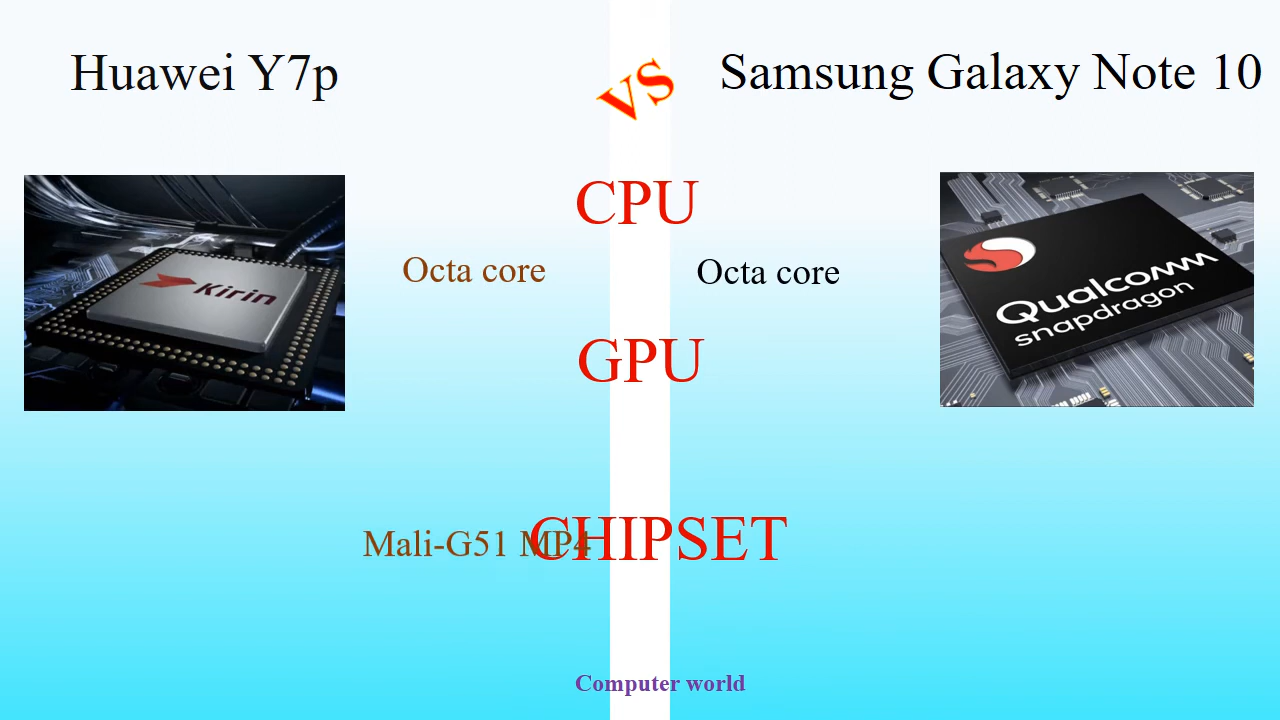 Huawei Y7p
VS
Samsung Galaxy Note 10
CPU
Kirin
Octa core
Octa core
Qualcomm
snapdragon
GPU
Mali-G51 MP4
CHIPSET
Computer world